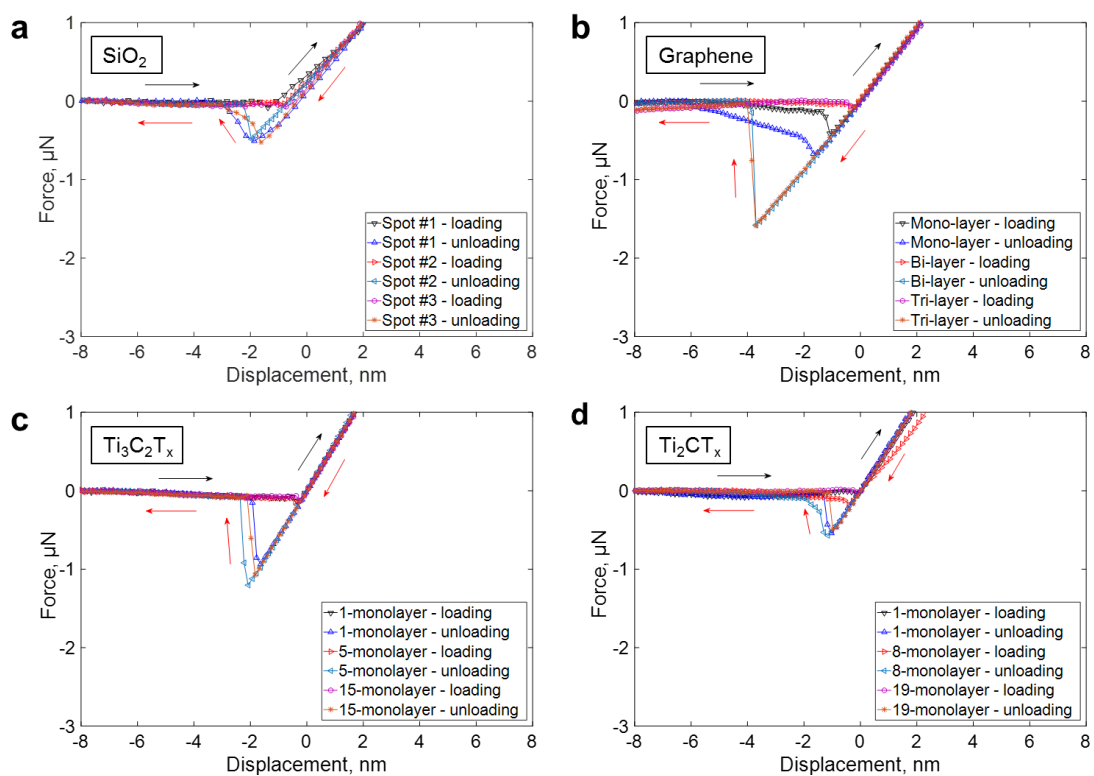 a
SiO2
1
0
-1
-2
-3
Force, µN
-8 -6 -4 -2 0 2 4 6 8
Displacement, nm
Spot #1 - loading
Spot #1 - unloading
Spot #2 - loading
Spot #2 - unloading
Spot #3 - loading
Spot #3 - unloading
b
Graphene
1
0
-1
-2
-3
Force, µN
-8 -6 -4 -2 0 2 4 6 8
Displacement, nm
Mono-layer - loading
Mono-layer - unloading
Bi-layer - loading
Bi-layer - unloading
Tri-layer - loading
Tri-layer - unloading
c
Ti3C2Tx
1
0
-1
-2
-3
Force, µN
-8 -6 -4 -2 0 2 4 6 8
Displacement, nm
1-monolayer - loading
1-monolayer - unloading
5-monolayer - loading
5-monolayer - unloading
15-monolayer - loading
15-monolayer - unloading
d
Ti2CTx
1
0
-1
-2
-3
Force, µN
-8 -6 -4 -2 0 2 4 6 8
Displacement, nm
1-monolayer - loading
1-monolayer - unloading
8-monolayer - loading
8-monolayer - unloading
19-monolayer - loading
19-monolayer - unloading